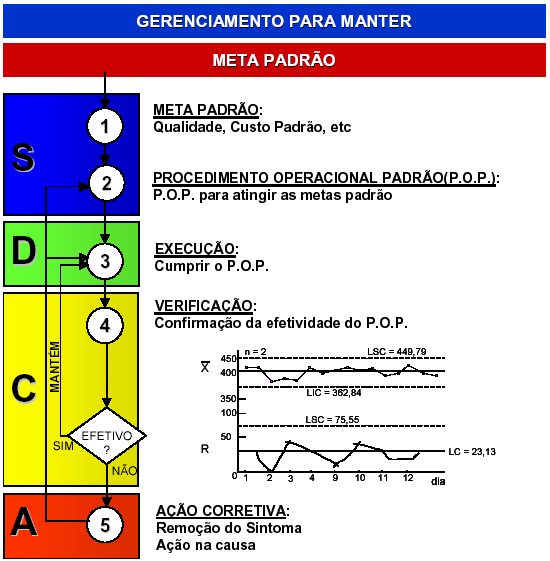 GERENCIAMENTO PARA MANTER
META PADRÃO
S
1
META PADRÃO:
Qualidade, Custo Padrão, etc
2
PROCEDIMENTO OPERACIONAL PADRÃO(P.O.P.):
P.O.P. para atingir as metas padrão
D
3
EXECUÇÃO:
Cumprir o P.O.P.
C
4
VERIFICAÇÃO:
Confirmação da efetividade do P.O.P.
MANTÉM
EFETIVO
?
SIM
NÃO
X
450
400
350
100
n = 2
LSC = 449,79
LIC = 362,84
R
50
0
LSC = 75,55
LC = 23,13
1 2 3 4 9 10 11 12 dia
A
5
AÇÃO CORRETIVA:
Remoção do Sintoma
Ação na causa